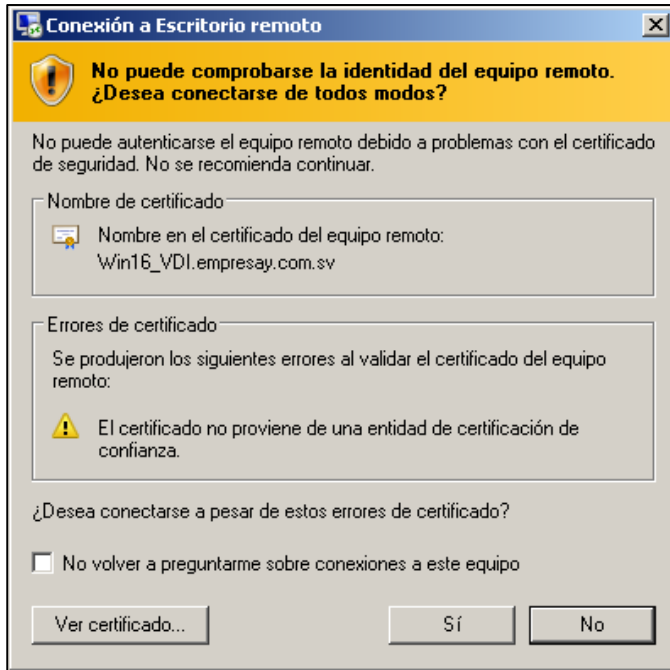 Conexión a Escritorio remoto
No puede comprobarse la identidad del equipo remoto.
¿Desea conectarse de todos modos?
No puede autenticarse el equipo remoto debido a problemas con el certificado
de seguridad. No se recomienda continuar.
Nombre de certificado
Nombre en el certificado del equipo remoto:
Win16_VDI.empresay.com.sv
Errores de certificado
Se produjeron los siguientes errores al validar el certificado del equipo
remoto:
El certificado no proviene de una entidad de certificación de
confianza.
¿Desea conectarse a pesar de estos errores de certificado?
No volver a preguntarme sobre conexiones a este equipo
Ver certificado... Sí No